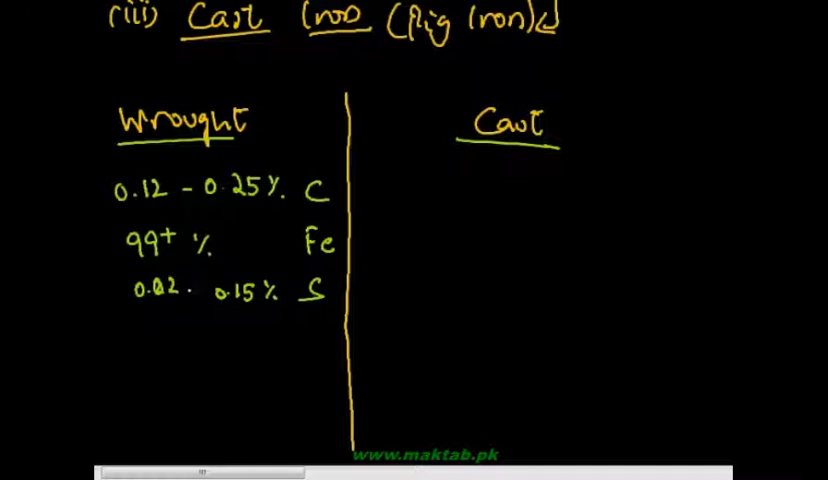 (iii) Cast Iron (Pig Iron)
Wrought
0.12 - 0.25% C
99+ % Fe
0.02 - 0.15% S
Cast
www.maktab.pk